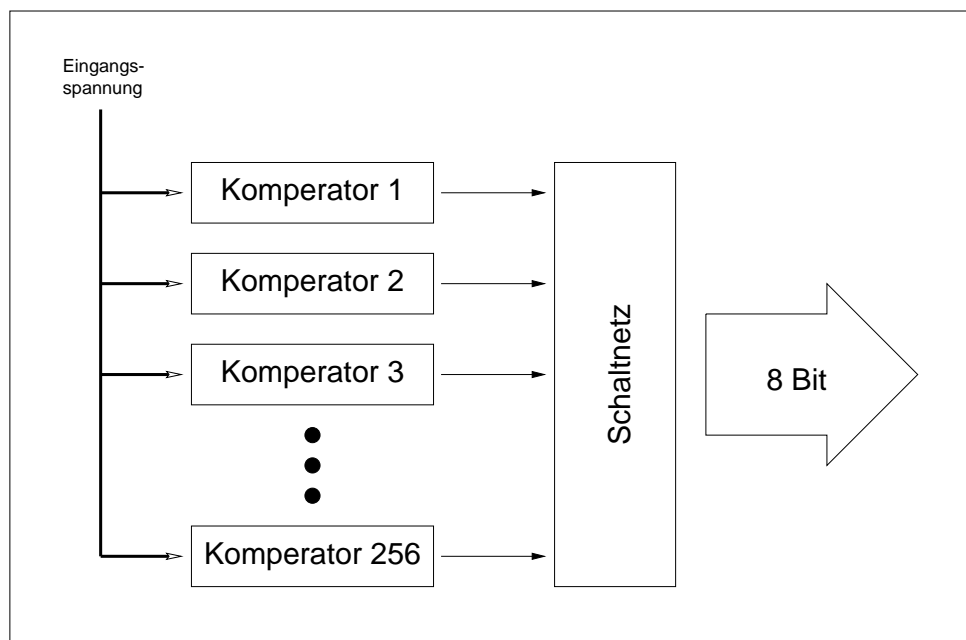 Eingangs-
spannung
Komperator 1
Komperator 2
Komperator 3
Komperator 256
Schaltnetz
8 Bit